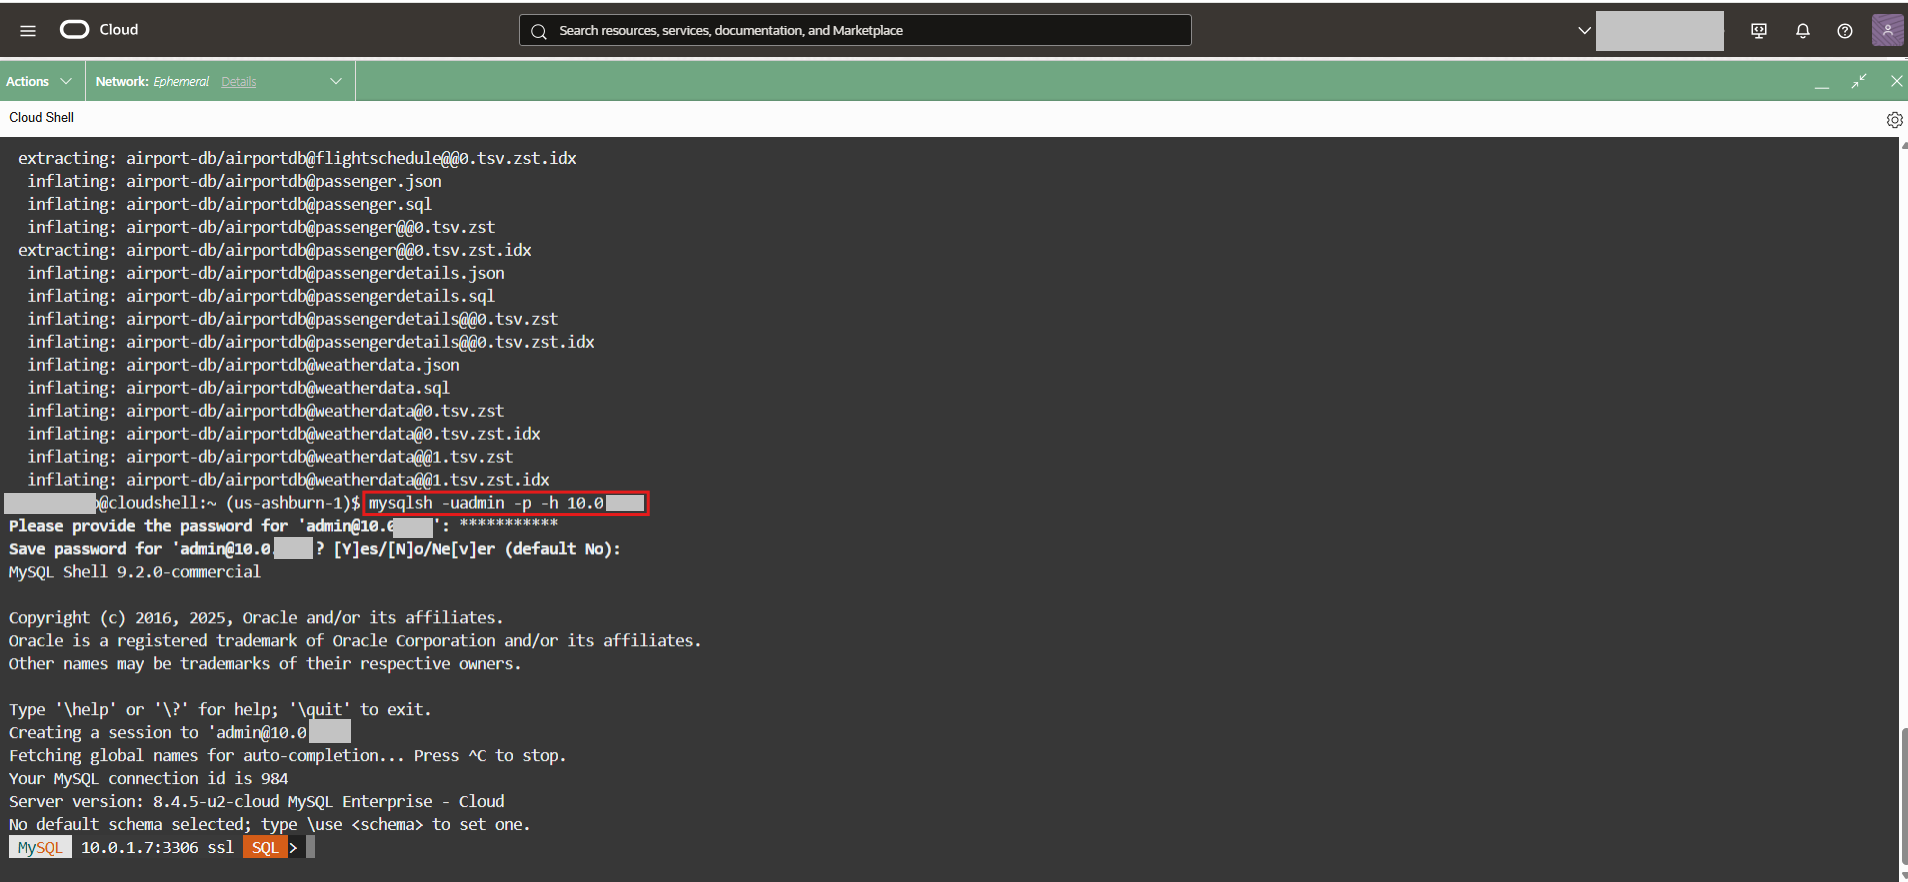 Cloud
Search resources, services, documentation, and Marketplace
Actions
Network: Ephemeral Details
Cloud Shell
extracting: airport-db/airportdb@flightschedule@@0.tsv.zst.idx
inflating: airport-db/airportdb@passenger.json
inflating: airport-db/airportdb@passenger.sql
inflating: airport-db/airportdb@passenger@@0.tsv.zst
extracting: airport-db/airportdb@passenger@@0.tsv.zst.idx
inflating: airport-db/airportdb@passengerdetails.json
inflating: airport-db/airportdb@passengerdetails.sql
inflating: airport-db/airportdb@passengerdetails@@0.tsv.zst
inflating: airport-db/airportdb@passengerdetails@@0.tsv.zst.idx
inflating: airport-db/airportdb@weatherdata.json
inflating: airport-db/airportdb@weatherdata.sql
inflating: airport-db/airportdb@weatherdata@0.tsv.zst
inflating: airport-db/airportdb@weatherdata@0.tsv.zst.idx
inflating: airport-db/airportdb@weatherdata@@1.tsv.zst
inflating: airport-db/airportdb@weatherdata@@1.tsv.zst.idx
@cloudshell:~ (us-ashburn-1)$ mysqlsh -uadmin -p -h 10.0
Please provide the password for 'admin@10.0 ': ***********
Save password for 'admin@10.0. ? [Y]es/[N]o/Ne[v]er (default No):
MySQL Shell 9.2.0-commercial
Copyright (c) 2016, 2025, Oracle and/or its affiliates.
Oracle is a registered trademark of Oracle Corporation and/or its affiliates.
Other names may be trademarks of their respective owners.
Type '\help' or '\?' for help; '\quit' to exit.
Creating a session to 'admin@10.0
Fetching global names for auto-completion... Press ^C to stop.
Your MySQL connection id is 984
Server version: 8.4.5-u2-cloud MySQL Enterprise - Cloud
No default schema selected; type \use <schema> to set one.
MySQL 10.0.1.7:3306 ssl SQL >